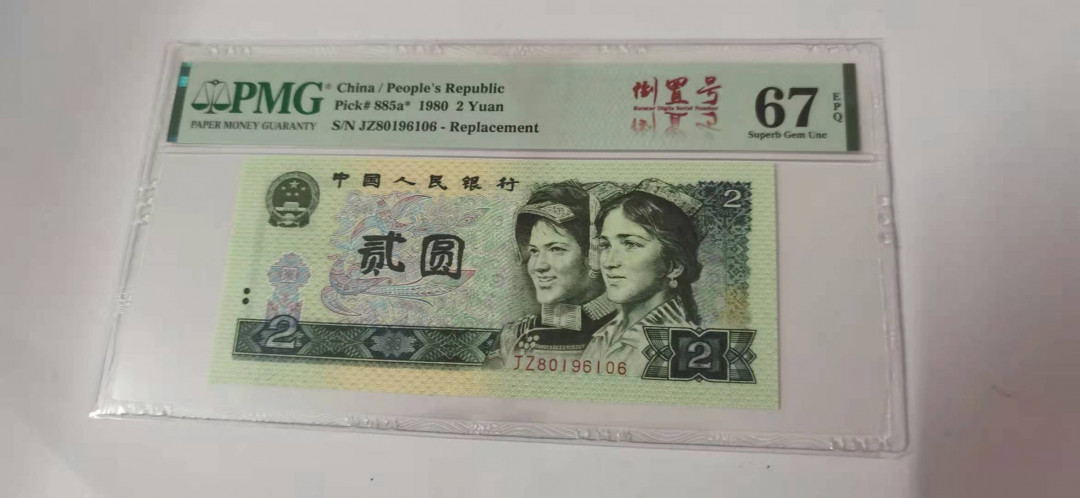 PMG
PAPER MONEY GUARANTY
China / People's Republic
Pick# 885a* 1980 2 Yuan
S/N JZ80196106 - Replacement
倒置号
67
EPQ
Superb Gem Unc
中国人民银行
2
贰圆
2
JZ80196106
2